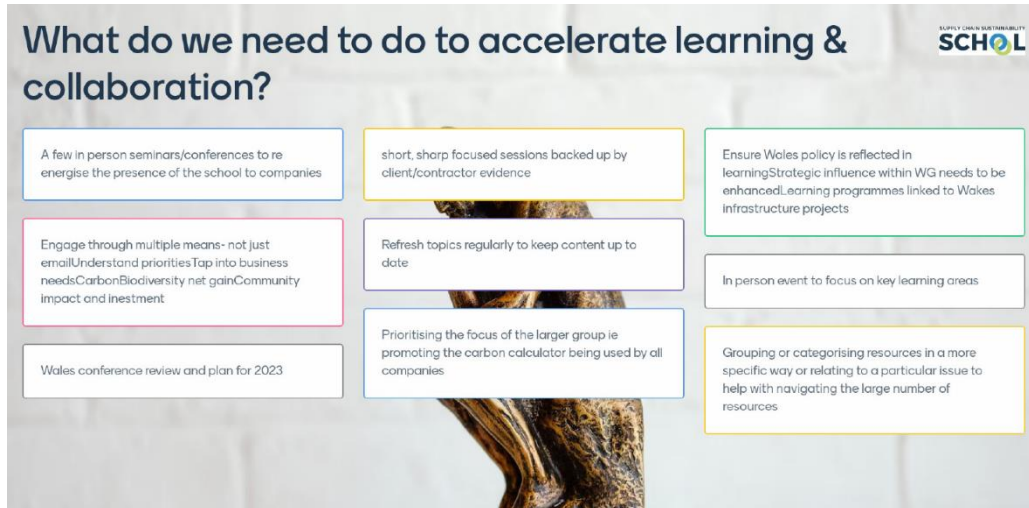 What do we need to do to accelerate learning &
collaboration?
SUPPLY CHAIN SUSTAINABILITY
SCHOOL
A few in person seminars/conferences to re
energise the presence of the school to companies
Engage through multiple means- not just
emailUnderstand prioritiesTap into business
needsCarbonBiodiversity net gainCommunity
impact and inestment
Wales conference review and plan for 2023
short, sharp focused sessions backed up by
client/contractor evidence
Refresh topics regularly to keep content up to
date
Prioritising the focus of the larger group ie
promoting the carbon calculator being used by all
companies
Ensure Wales policy is reflected in
learningStrategic influence within WG needs to be
enhancedLearning programmes linked to Wakes
infrastructure projects
In person event to focus on key learning areas
Grouping or categorising resources in a more
specific way or relating to a particular issue to
help with navigating the large number of
resources